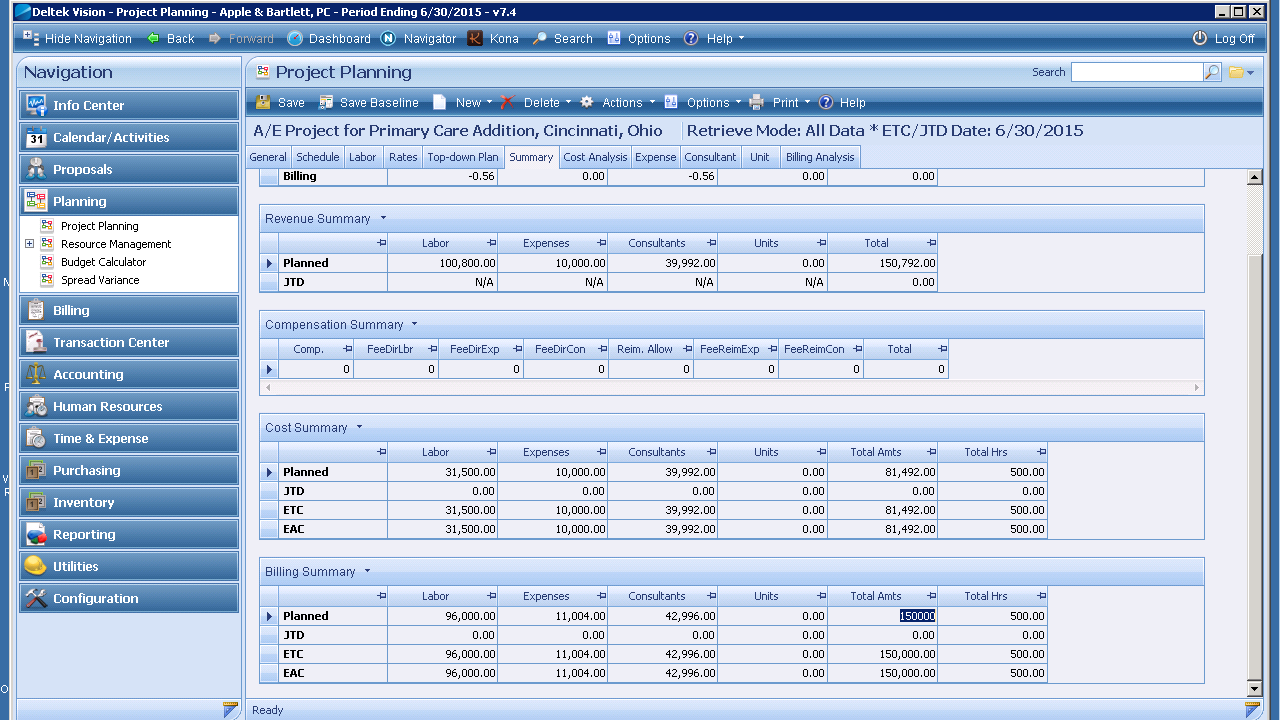 Deltek Vision - Project Planning - Apple & Bartlett, PC - Period Ending 6/30/2015 - v7.4
Hide Navigation Back Forward Dashboard Navigator Kona Search Options Help Log Off
Navigation
Info Center
31 Calendar/Activities
Proposals
Planning
Project Planning
Resource Management
Budget Calculator
Spread Variance
Billing
Transaction Center
Accounting
Human Resources
Time & Expense
Purchasing
Inventory
Reporting
Utilities
Configuration
Project Planning Search
Save Save Baseline New Delete Actions Options Print Help
A/E Project for Primary Care Addition, Cincinnati, Ohio Retrieve Mode: All Data * ETC/JTD Date: 6/30/2015
General Schedule Labor Rates Top-down Plan Summary Cost Analysis Expense Consultant Unit Billing Analysis
Billing -0.56 0.00 -0.56 0.00 0.00
Revenue Summary
Labor Expenses Consultants Units Total
Planned 100,800.00 10,000.00 39,992.00 0.00 150,792.00
JTD N/A N/A N/A N/A 0.00
Compensation Summary
Comp. FeeDirLbr FeeDirExp FeeDirCon Reim. Allow FeeReimExp FeeReimCon Total
0 0 0 0 0 0 0 0
Cost Summary
Labor Expenses Consultants Units Total Amts Total Hrs
Planned 31,500.00 10,000.00 39,992.00 0.00 81,492.00 500.00
JTD 0.00 0.00 0.00 0.00 0.00 0.00
ETC 31,500.00 10,000.00 39,992.00 0.00 81,492.00 500.00
EAC 31,500.00 10,000.00 39,992.00 0.00 81,492.00 500.00
Billing Summary
Labor Expenses Consultants Units Total Amts Total Hrs
Planned 96,000.00 11,004.00 42,996.00 0.00 150000 500.00
JTD 0.00 0.00 0.00 0.00 0.00 0.00
ETC 96,000.00 11,004.00 42,996.00 0.00 150,000.00 500.00
EAC 96,000.00 11,004.00 42,996.00 0.00 150,000.00 500.00
Ready